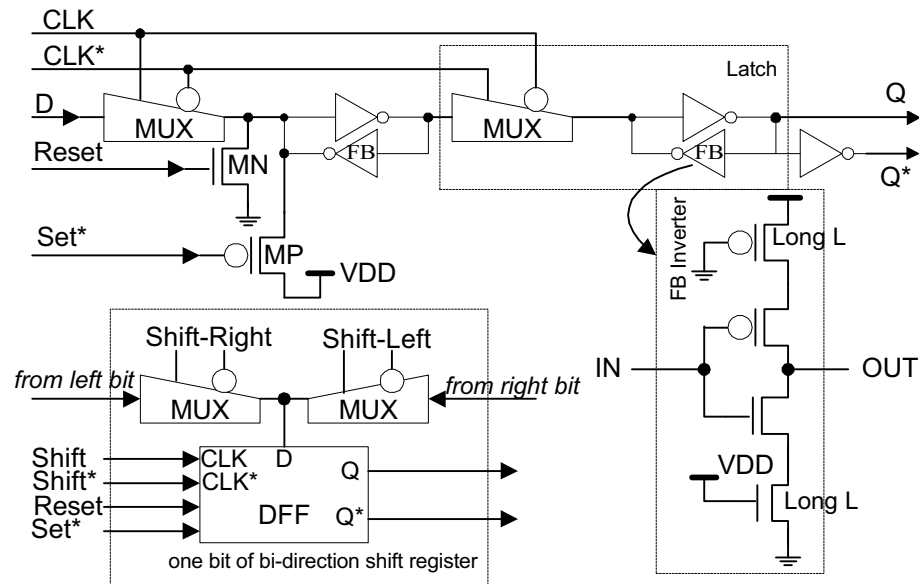 CLK
CLK*
Latch
D
MUX
MUX
FB
FB
Q
Q*
Reset
MN
Set*
MP
VDD
FB Inverter
Long L
Shift-Right
Shift-Left
from left bit
from right bit
MUX
MUX
IN
OUT
Shift
Shift*
Reset
Set*
CLK
D
Q
CLK*
DFF
Q*
VDD
Long L
one bit of bi-direction shift register